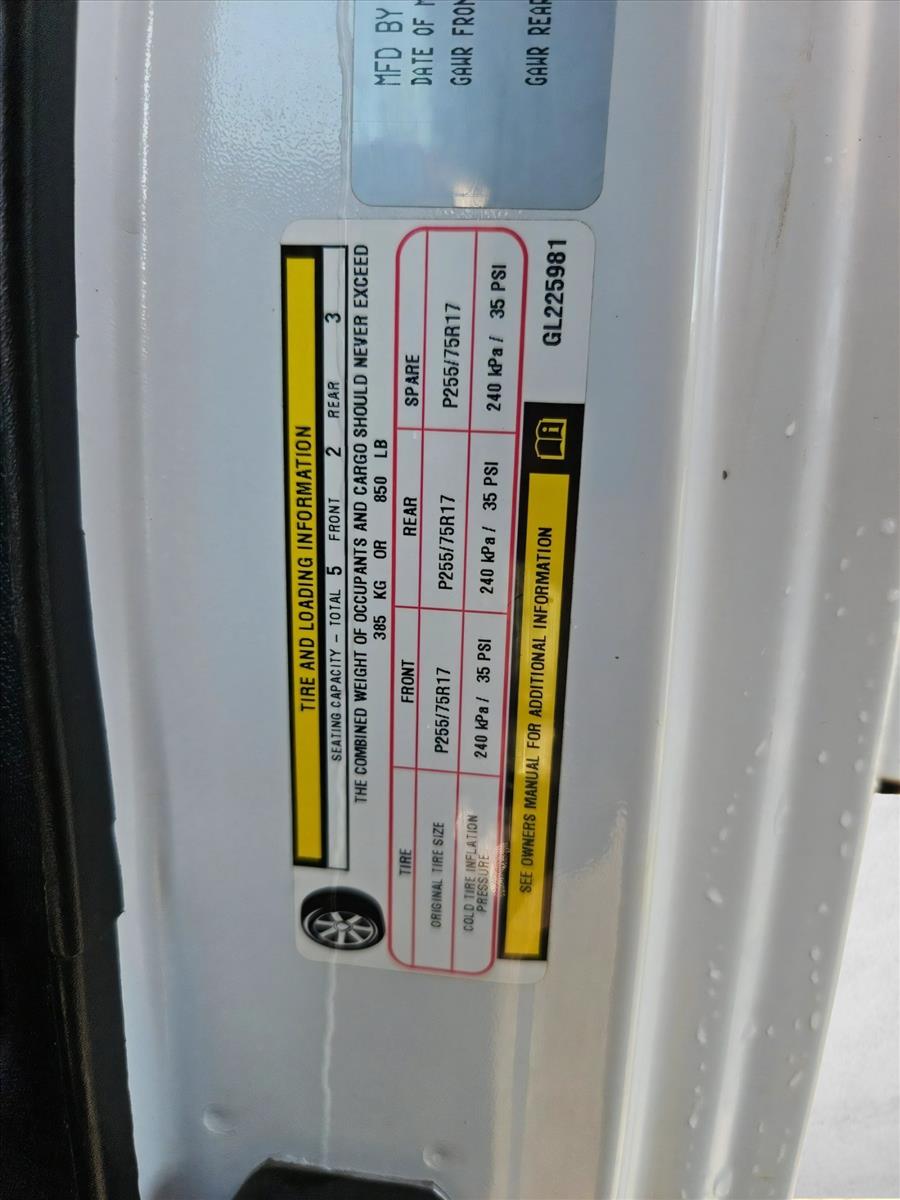 MFD BY
DATE OF M
GAWR FRON
GAWR REAR
TIRE AND LOADING INFORMATION
SEATING CAPACITY - TOTAL 5 FRONT 2 REAR 3
THE COMBINED WEIGHT OF OCCUPANTS AND CARGO SHOULD NEVER EXCEED
385 KG OR 850 LB
TIRE FRONT REAR SPARE
ORIGINAL TIRE SIZE P255/75R17 P255/75R17 P255/75R17
COLD TIRE INFLATION
PRESSURE 240 kPa / 35 PSI 240 kPa / 35 PSI 240 kPa / 35 PSI
SEE OWNERS MANUAL FOR ADDITIONAL INFORMATION
GL225981